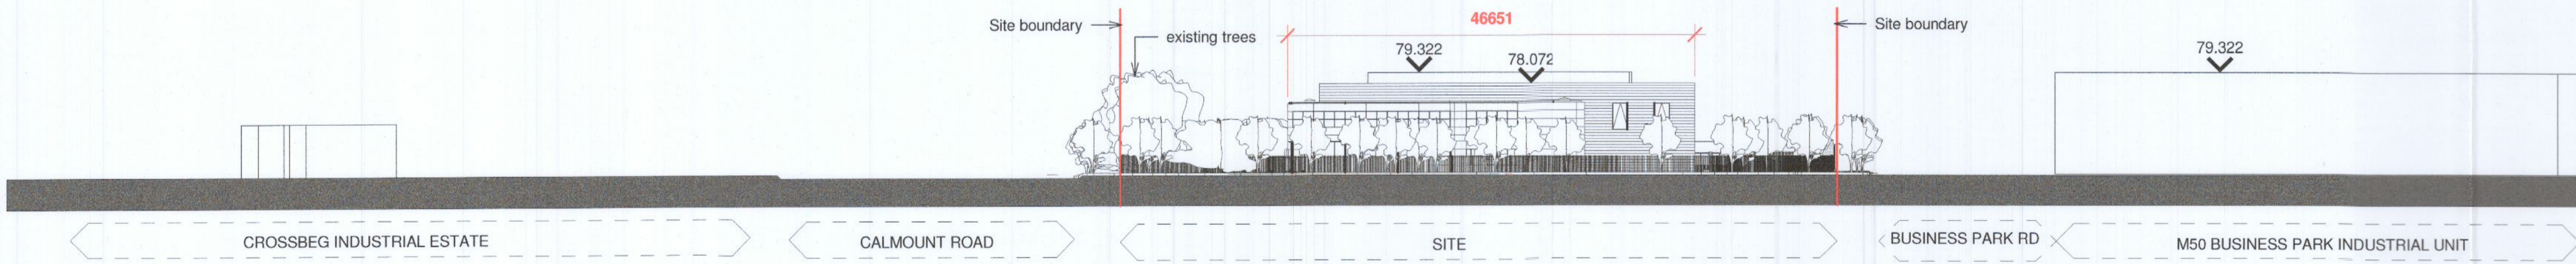 Site boundary
existing trees
46651
79.322
78.072
Site boundary
79.322
CROSSBEG INDUSTRIAL ESTATE
CALMOUNT ROAD
SITE
BUSINESS PARK RD
M50 BUSINESS PARK INDUSTRIAL UNIT